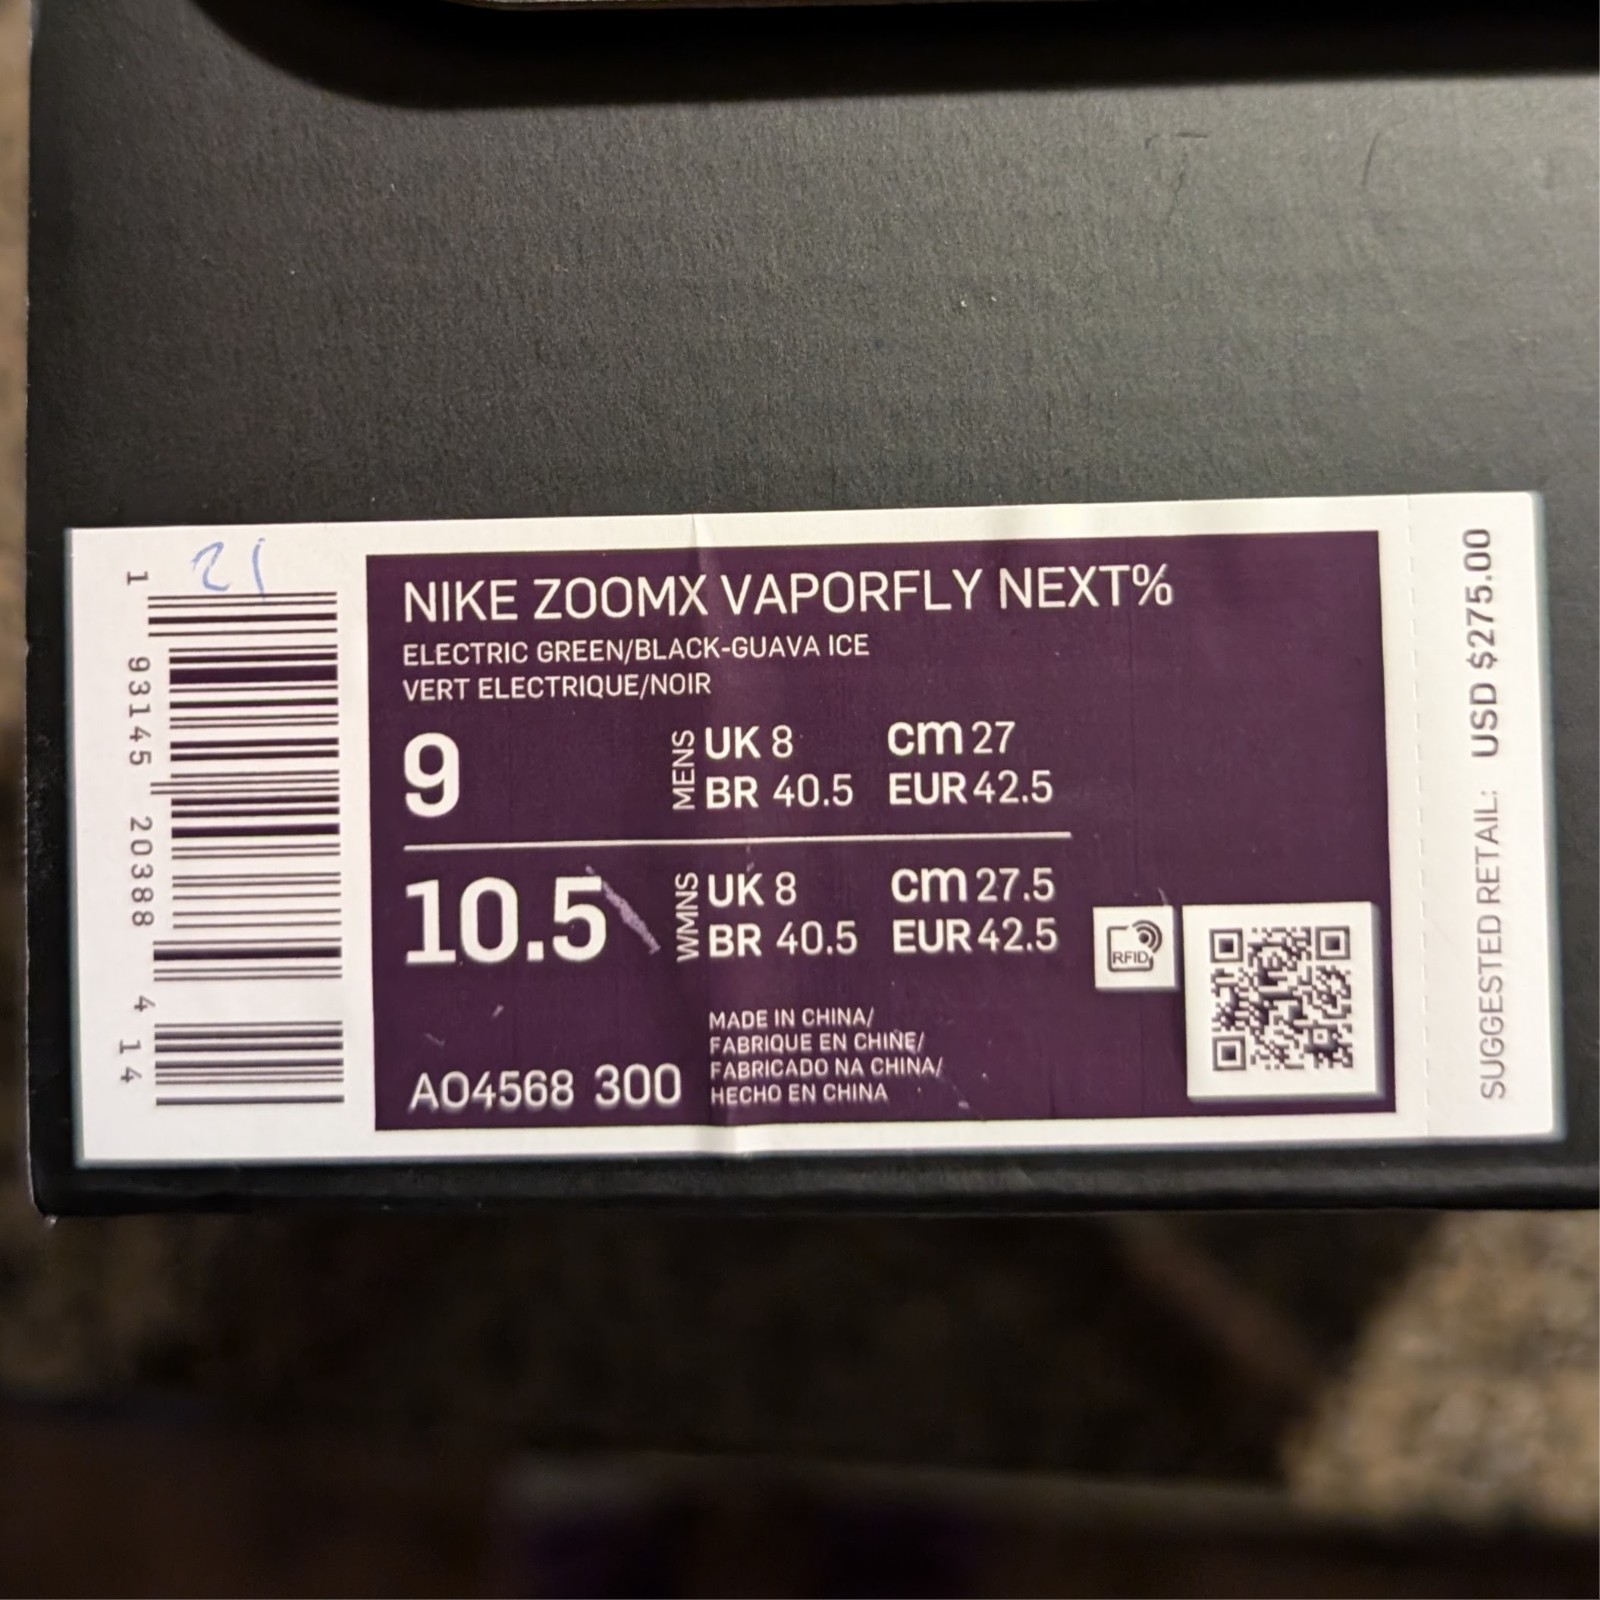 21
1 93145 20388 4 14
NIKE ZOOMX VAPORFLY NEXT%
ELECTRIC GREEN/BLACK-GUAVA ICE
VERT ELECTRIQUE/NOIR
9 MENS UK 8 cm 27
BR 40.5 EUR 42.5
10.5 WMNS UK 8 cm 27.5
BR 40.5 EUR 42.5
RFID
MADE IN CHINA/
FABRIQUE EN CHINE/
FABRICADO NA CHINA/
HECHO EN CHINA
AO4568 300
SUGGESTED RETAIL: USD $275.00